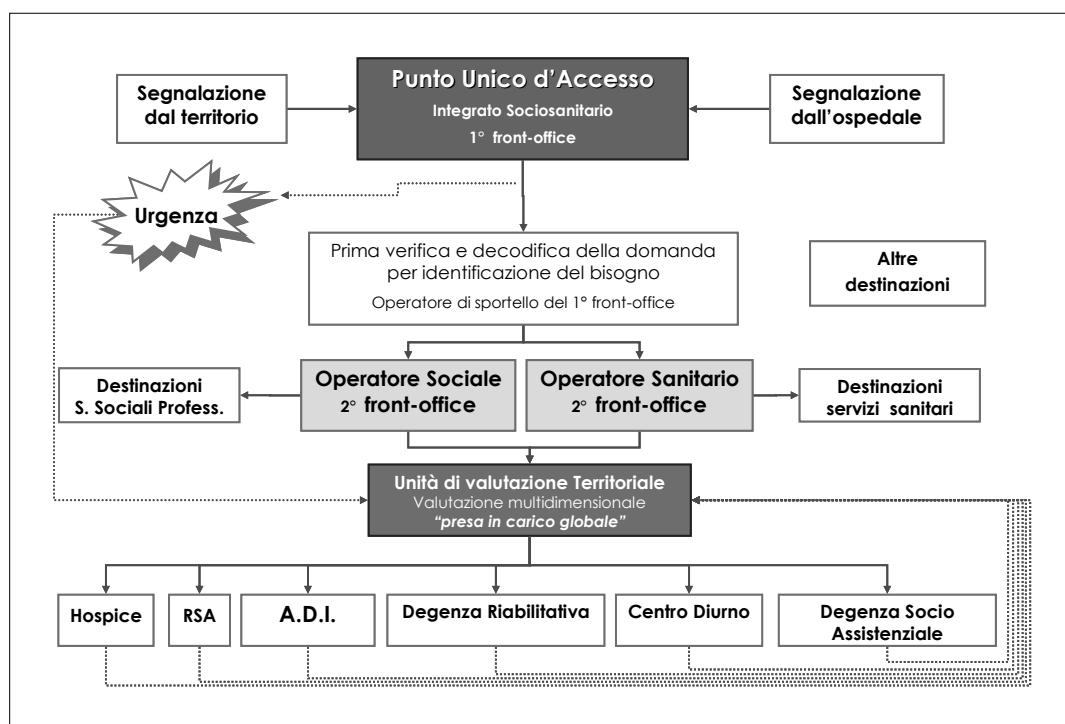 Punto Unico d'Accesso
Integrato Sociosanitario
1° front-office
Segnalazione
dal territorio
Segnalazione
dall'ospedale
Urgenza
Prima verifica e decodifica della domanda
per identificazione del bisogno
Operatore di sportello del 1° front-office
Altre
destinazioni
Destinazioni
S. Sociali Profess.
Operatore Sociale
2° front-office
Operatore Sanitario
2° front-office
Destinazioni
servizi sanitari
Unità di valutazione Territoriale
Valutazione multidimensionale
"presa in carico globale"
Hospice
RSA
A.D.I.
Degenza Riabilitativa
Centro Diurno
Degenza Socio
Assistenziale